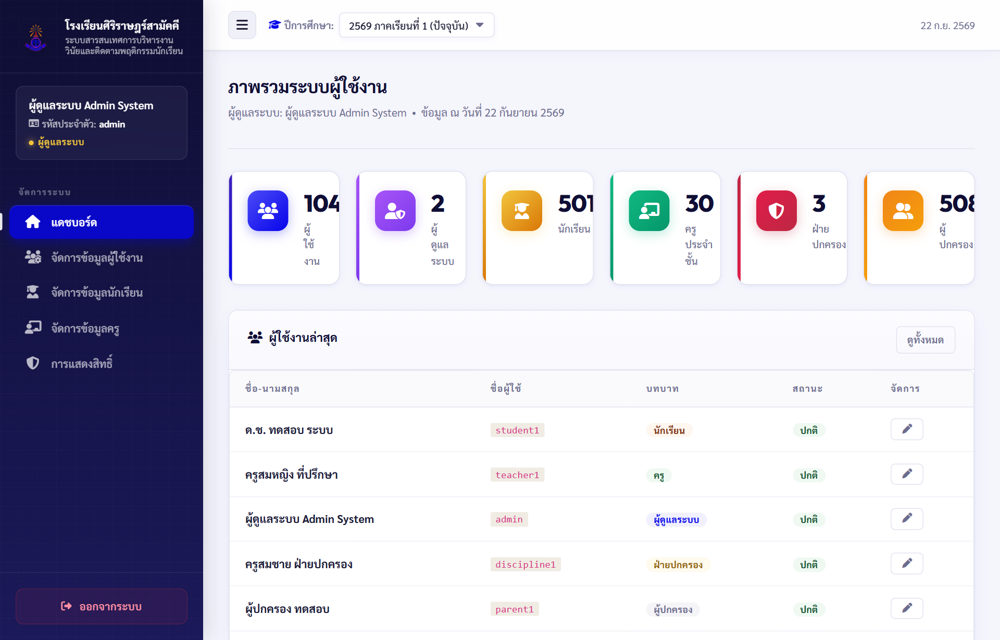 โรงเรียนศิริราษฎร์สามัคคี
ระบบสารสนเทศการบริหารงาน
วินัยและติดตามพฤติกรรมนักเรียน
ผู้ดูแลระบบ Admin System
รหัสประจำตัว: admin
ผู้ดูแลระบบ
จัดการระบบ
แดชบอร์ด
จัดการข้อมูลผู้ใช้งาน
จัดการข้อมูลนักเรียน
จัดการข้อมูลครู
การแสดงสิทธิ์
ออกจากระบบ
ปีการศึกษา: 2569 ภาคเรียนที่ 1 (ปัจจุบัน)
22 ก.ย. 2569
ภาพรวมระบบผู้ใช้งาน
ผู้ดูแลระบบ: ผู้ดูแลระบบ Admin System • ข้อมูล ณ วันที่ 22 กันยายน 2569
104
ผู้
ใช้
งาน
2
ผู้
ดูแล
ระบบ
501
นักเรียน
30
ครู
ประจำ
ชั้น
3
ฝ่าย
ปกครอง
508
ผู้
ปกครอง
ผู้ใช้งานล่าสุด
ดูทั้งหมด
ชื่อ-นามสกุล ชื่อผู้ใช้ บทบาท สถานะ จัดการ
ด.ช. ทดสอบ ระบบ student1 นักเรียน ปกติ
ครูสมหญิง ที่ปรึกษา teacher1 ครู ปกติ
ผู้ดูแลระบบ Admin System admin ผู้ดูแลระบบ ปกติ
ครูสมชาย ฝ่ายปกครอง discipline1 ฝ่ายปกครอง ปกติ
ผู้ปกครอง ทดสอบ parent1 ผู้ปกครอง ปกติ